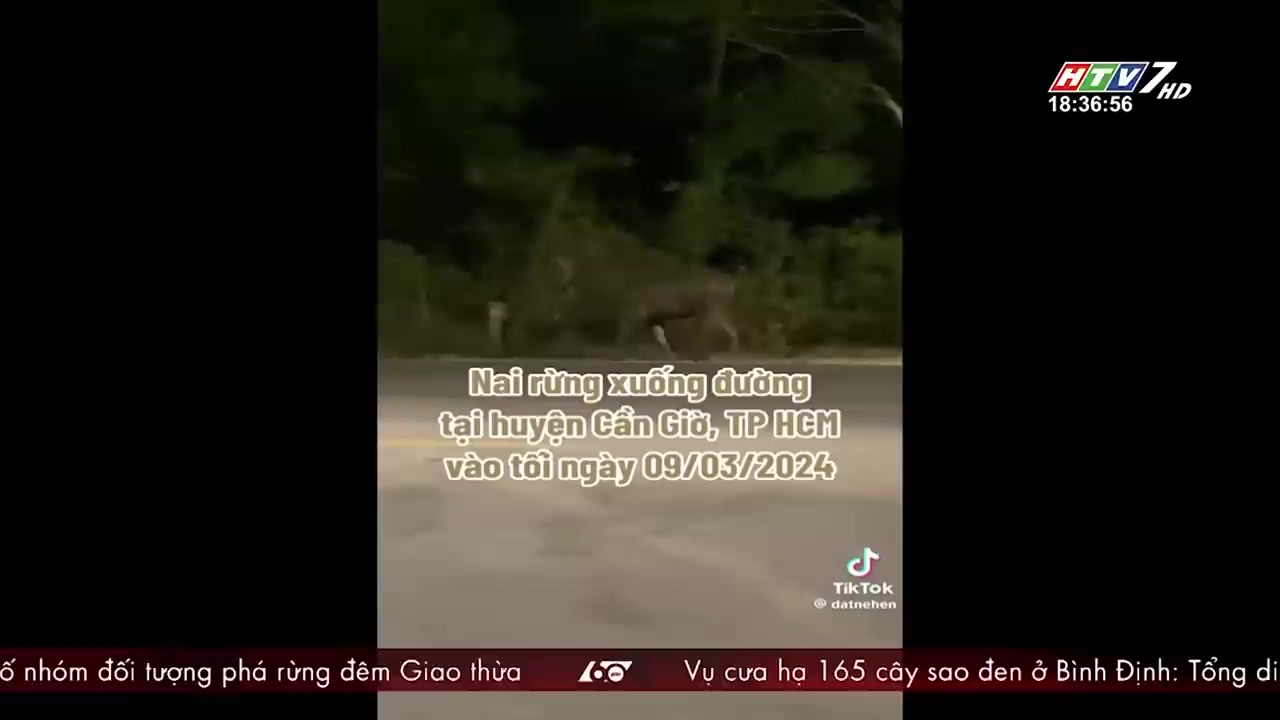 HTV7 HD
18:36:56
Nai rừng xuống đường
tại huyện Cần Giờ, TP HCM
vào tối ngày 09/03/2024
TikTok
@ datnehen
ố nhóm đối tượng phá rừng đêm Giao thừa
60
Vụ cưa hạ 165 cây sao đen ở Bình Định: Tổng di